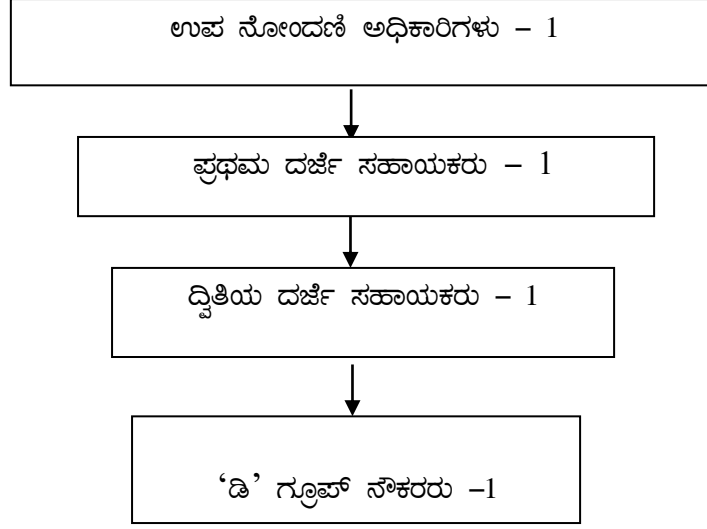 ಉಪ ನೋಂದಣಿ ಅಧಿಕಾರಿಗಳು – 1
ಪ್ರಥಮ ದರ್ಜೆ ಸಹಾಯಕರು – 1
ದ್ವಿತಿಯ ದರ್ಜೆ ಸಹಾಯಕರು – 1
‘ಡಿ’ ಗ್ರೂಪ್ ನೌಕರರು –1